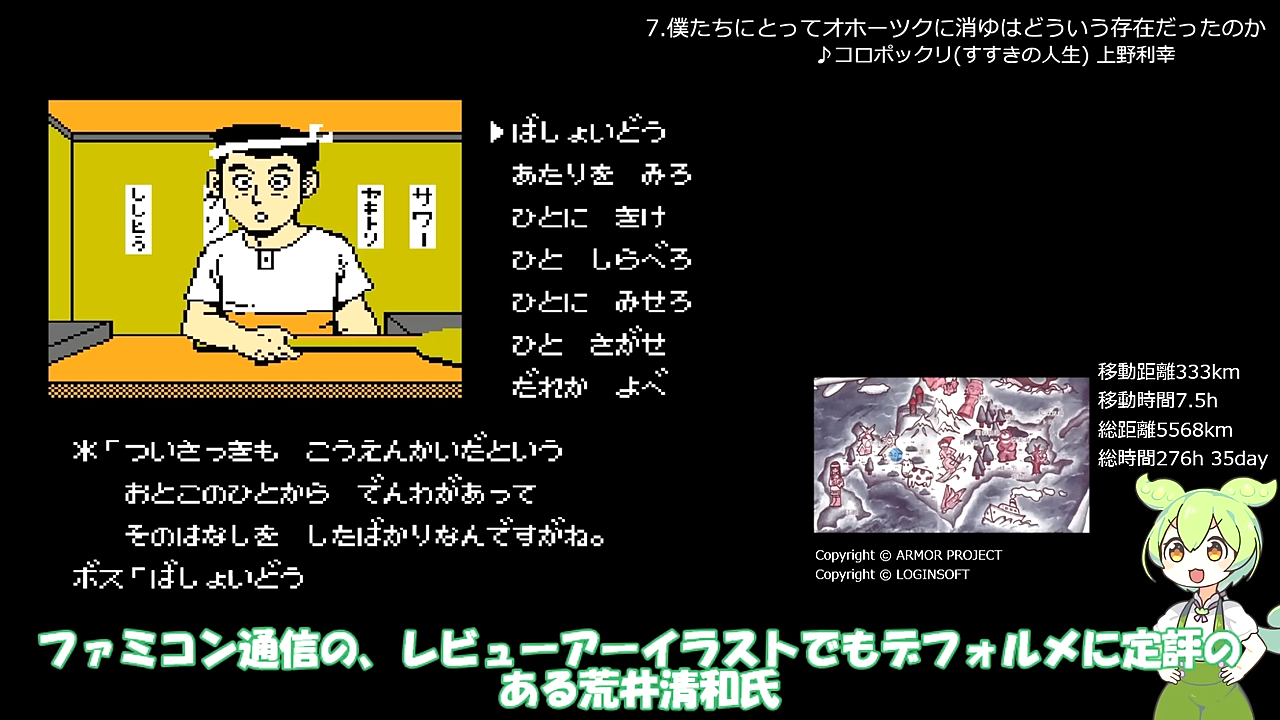 7.僕たちにとってオホーツクに消ゆはどういう存在だったのか
♪コロポックリ(すすきの人生) 上野利幸
ししとう
ヤキトリ
サワー
ばしょいどう
あたりを みろ
ひとに きけ
ひと しらべろ
ひとに みせろ
ひと さがせ
だれか よべ
米「ついさっきも こうえんかいだという
おとこのひとから でんわがあって
そのはなしを したばかりなんですがね。
ボス「ばしょいどう
移動距離333km
移動時間7.5h
総距離5568km
総時間276h 35day
Copyright © ARMOR PROJECT
Copyright © LOGINSOFT
ファミコン通信の、レビューアーイラストでもデフォルメに定評の
ある荒井清和氏